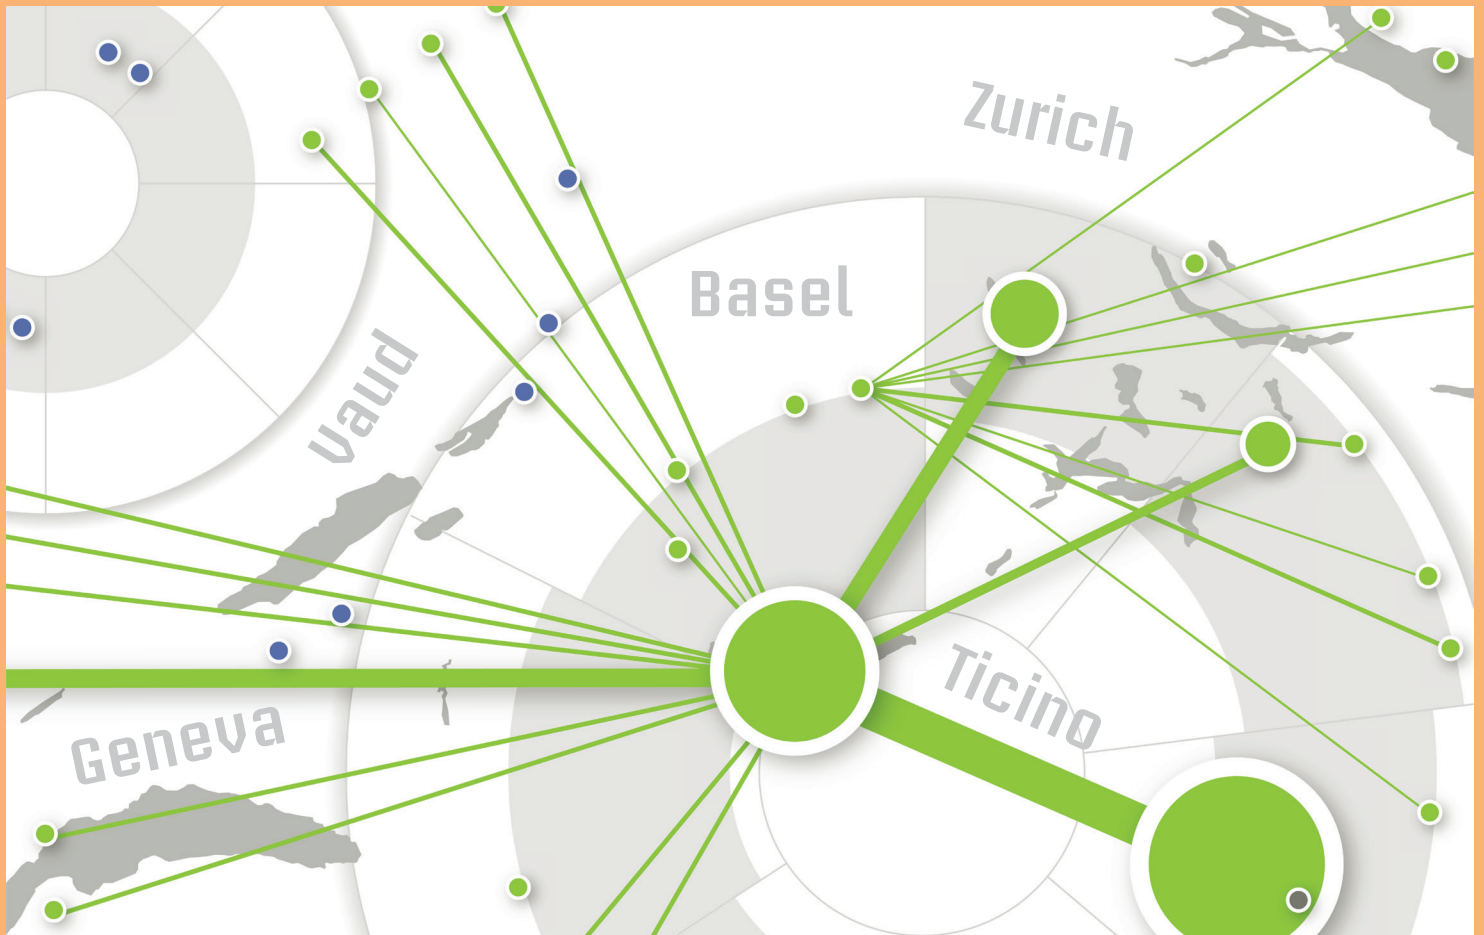 Zurich
Basel
Vaud
Ticino
Geneva